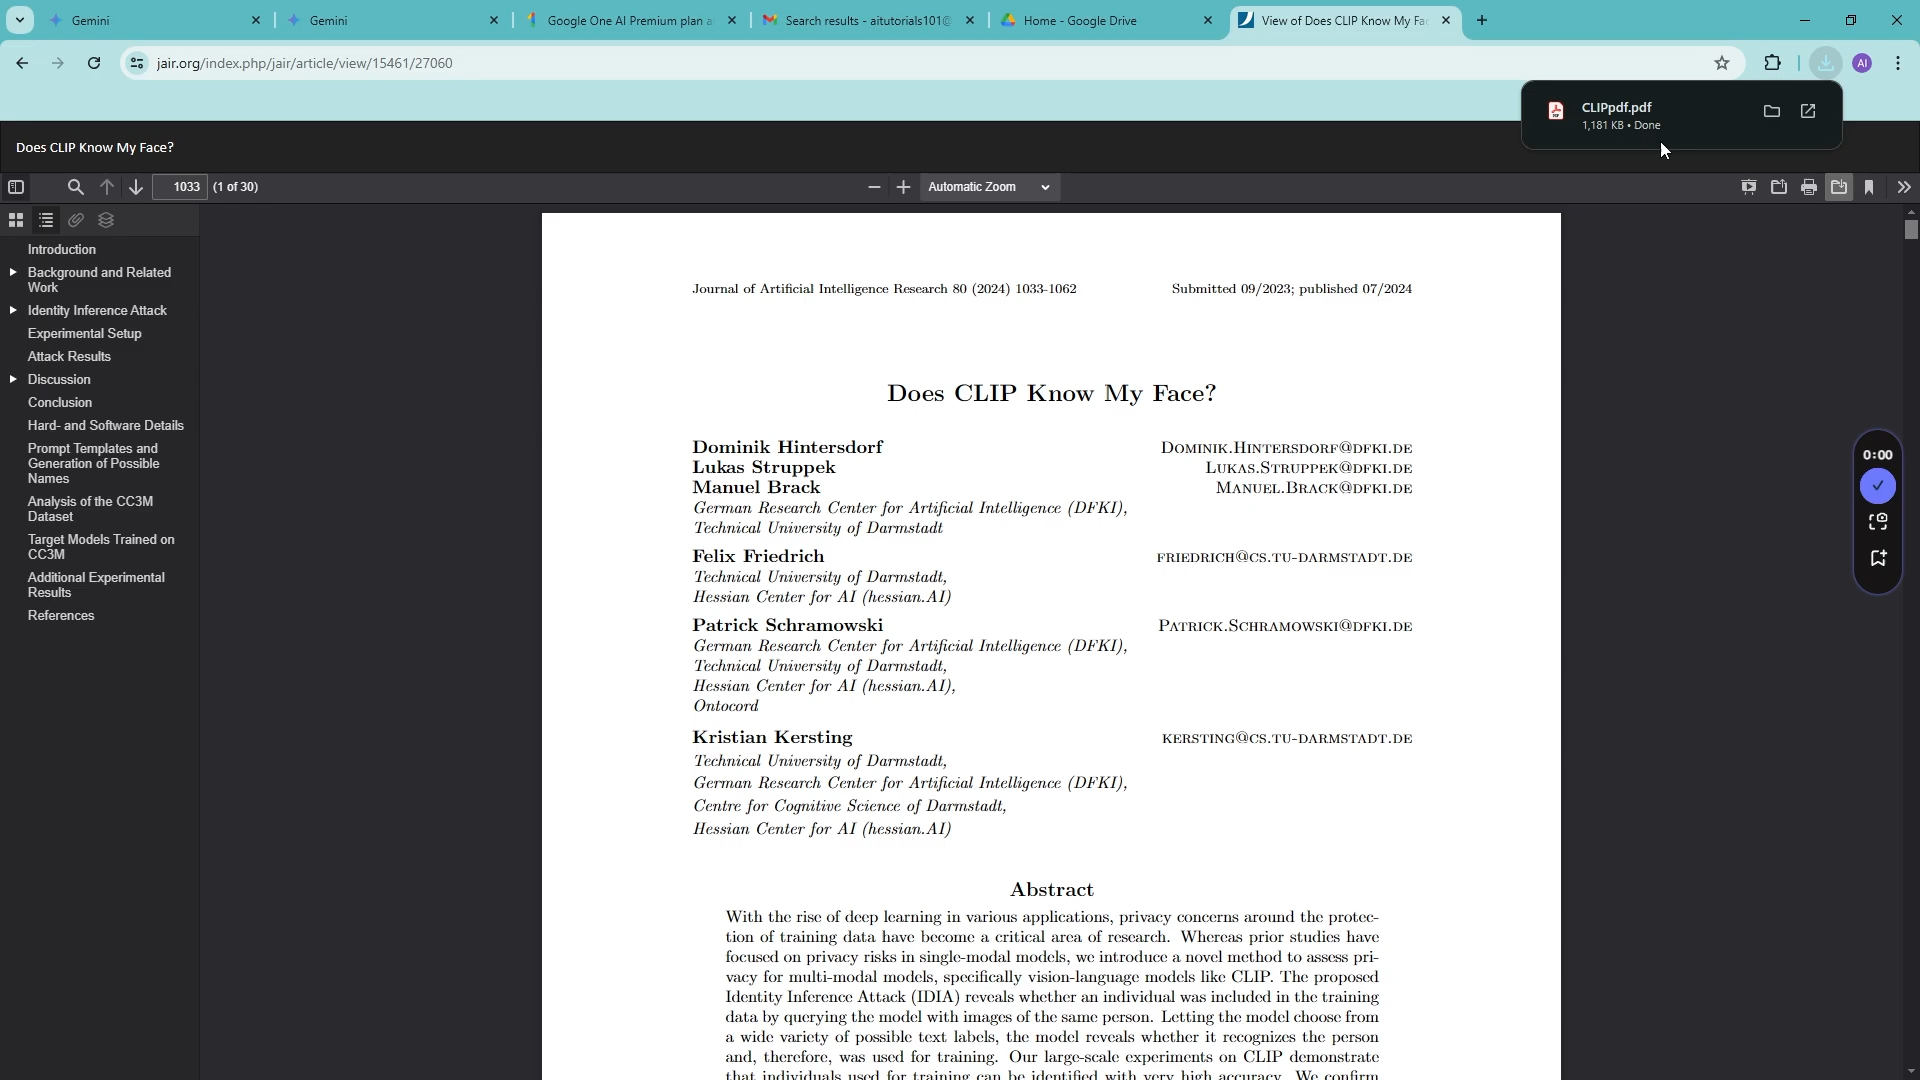 Gemini
Gemini
Google One AI Premium plan a
Search results - aitutorials101@
Home - Google Drive
View of Does CLIP Know My Fac
jair.org/index.php/jair/article/view/15461/27060
AI
CLIPpdf.pdf
1,181 KB • Done
Does CLIP Know My Face?
1033 (1 of 30)
Automatic Zoom
Introduction
Background and Related
Work
Identity Inference Attack
Experimental Setup
Attack Results
Discussion
Conclusion
Hard- and Software Details
Prompt Templates and
Generation of Possible
Names
Analysis of the CC3M
Dataset
Target Models Trained on
CC3M
Additional Experimental
Results
References
0:00
Journal of Artificial Intelligence Research 80 (2024) 1033-1062 Submitted 09/2023; published 07/2024
Does CLIP Know My Face?
Dominik Hintersdorf DOMINIK.HINTERSDORF@DFKI.DE
Lukas Struppek LUKAS.STRUPPEK@DFKI.DE
Manuel Brack MANUEL.BRACK@DFKI.DE
German Research Center for Artificial Intelligence (DFKI),
Technical University of Darmstadt
Felix Friedrich FRIEDRICH@CS.TU-DARMSTADT.DE
Technical University of Darmstadt,
Hessian Center for AI (hessian.AI)
Patrick Schramowski PATRICK.SCHRAMOWSKI@DFKI.DE
German Research Center for Artificial Intelligence (DFKI),
Technical University of Darmstadt,
Hessian Center for AI (hessian.AI),
Ontocord
Kristian Kersting KERSTING@CS.TU-DARMSTADT.DE
Technical University of Darmstadt,
German Research Center for Artificial Intelligence (DFKI),
Centre for Cognitive Science of Darmstadt,
Hessian Center for AI (hessian.AI)
Abstract
With the rise of deep learning in various applications, privacy concerns around the protec-
tion of training data have become a critical area of research. Whereas prior studies have
focused on privacy risks in single-modal models, we introduce a novel method to assess pri-
vacy for multi-modal models, specifically vision-language models like CLIP. The proposed
Identity Inference Attack (IDIA) reveals whether an individual was included in the training
data by querying the model with images of the same person. Letting the model choose from
a wide variety of possible text labels, the model reveals whether it recognizes the person
and, therefore, was used for training. Our large-scale experiments on CLIP demonstrate
that individuals used for training can be identified with very high accuracy. We confirm